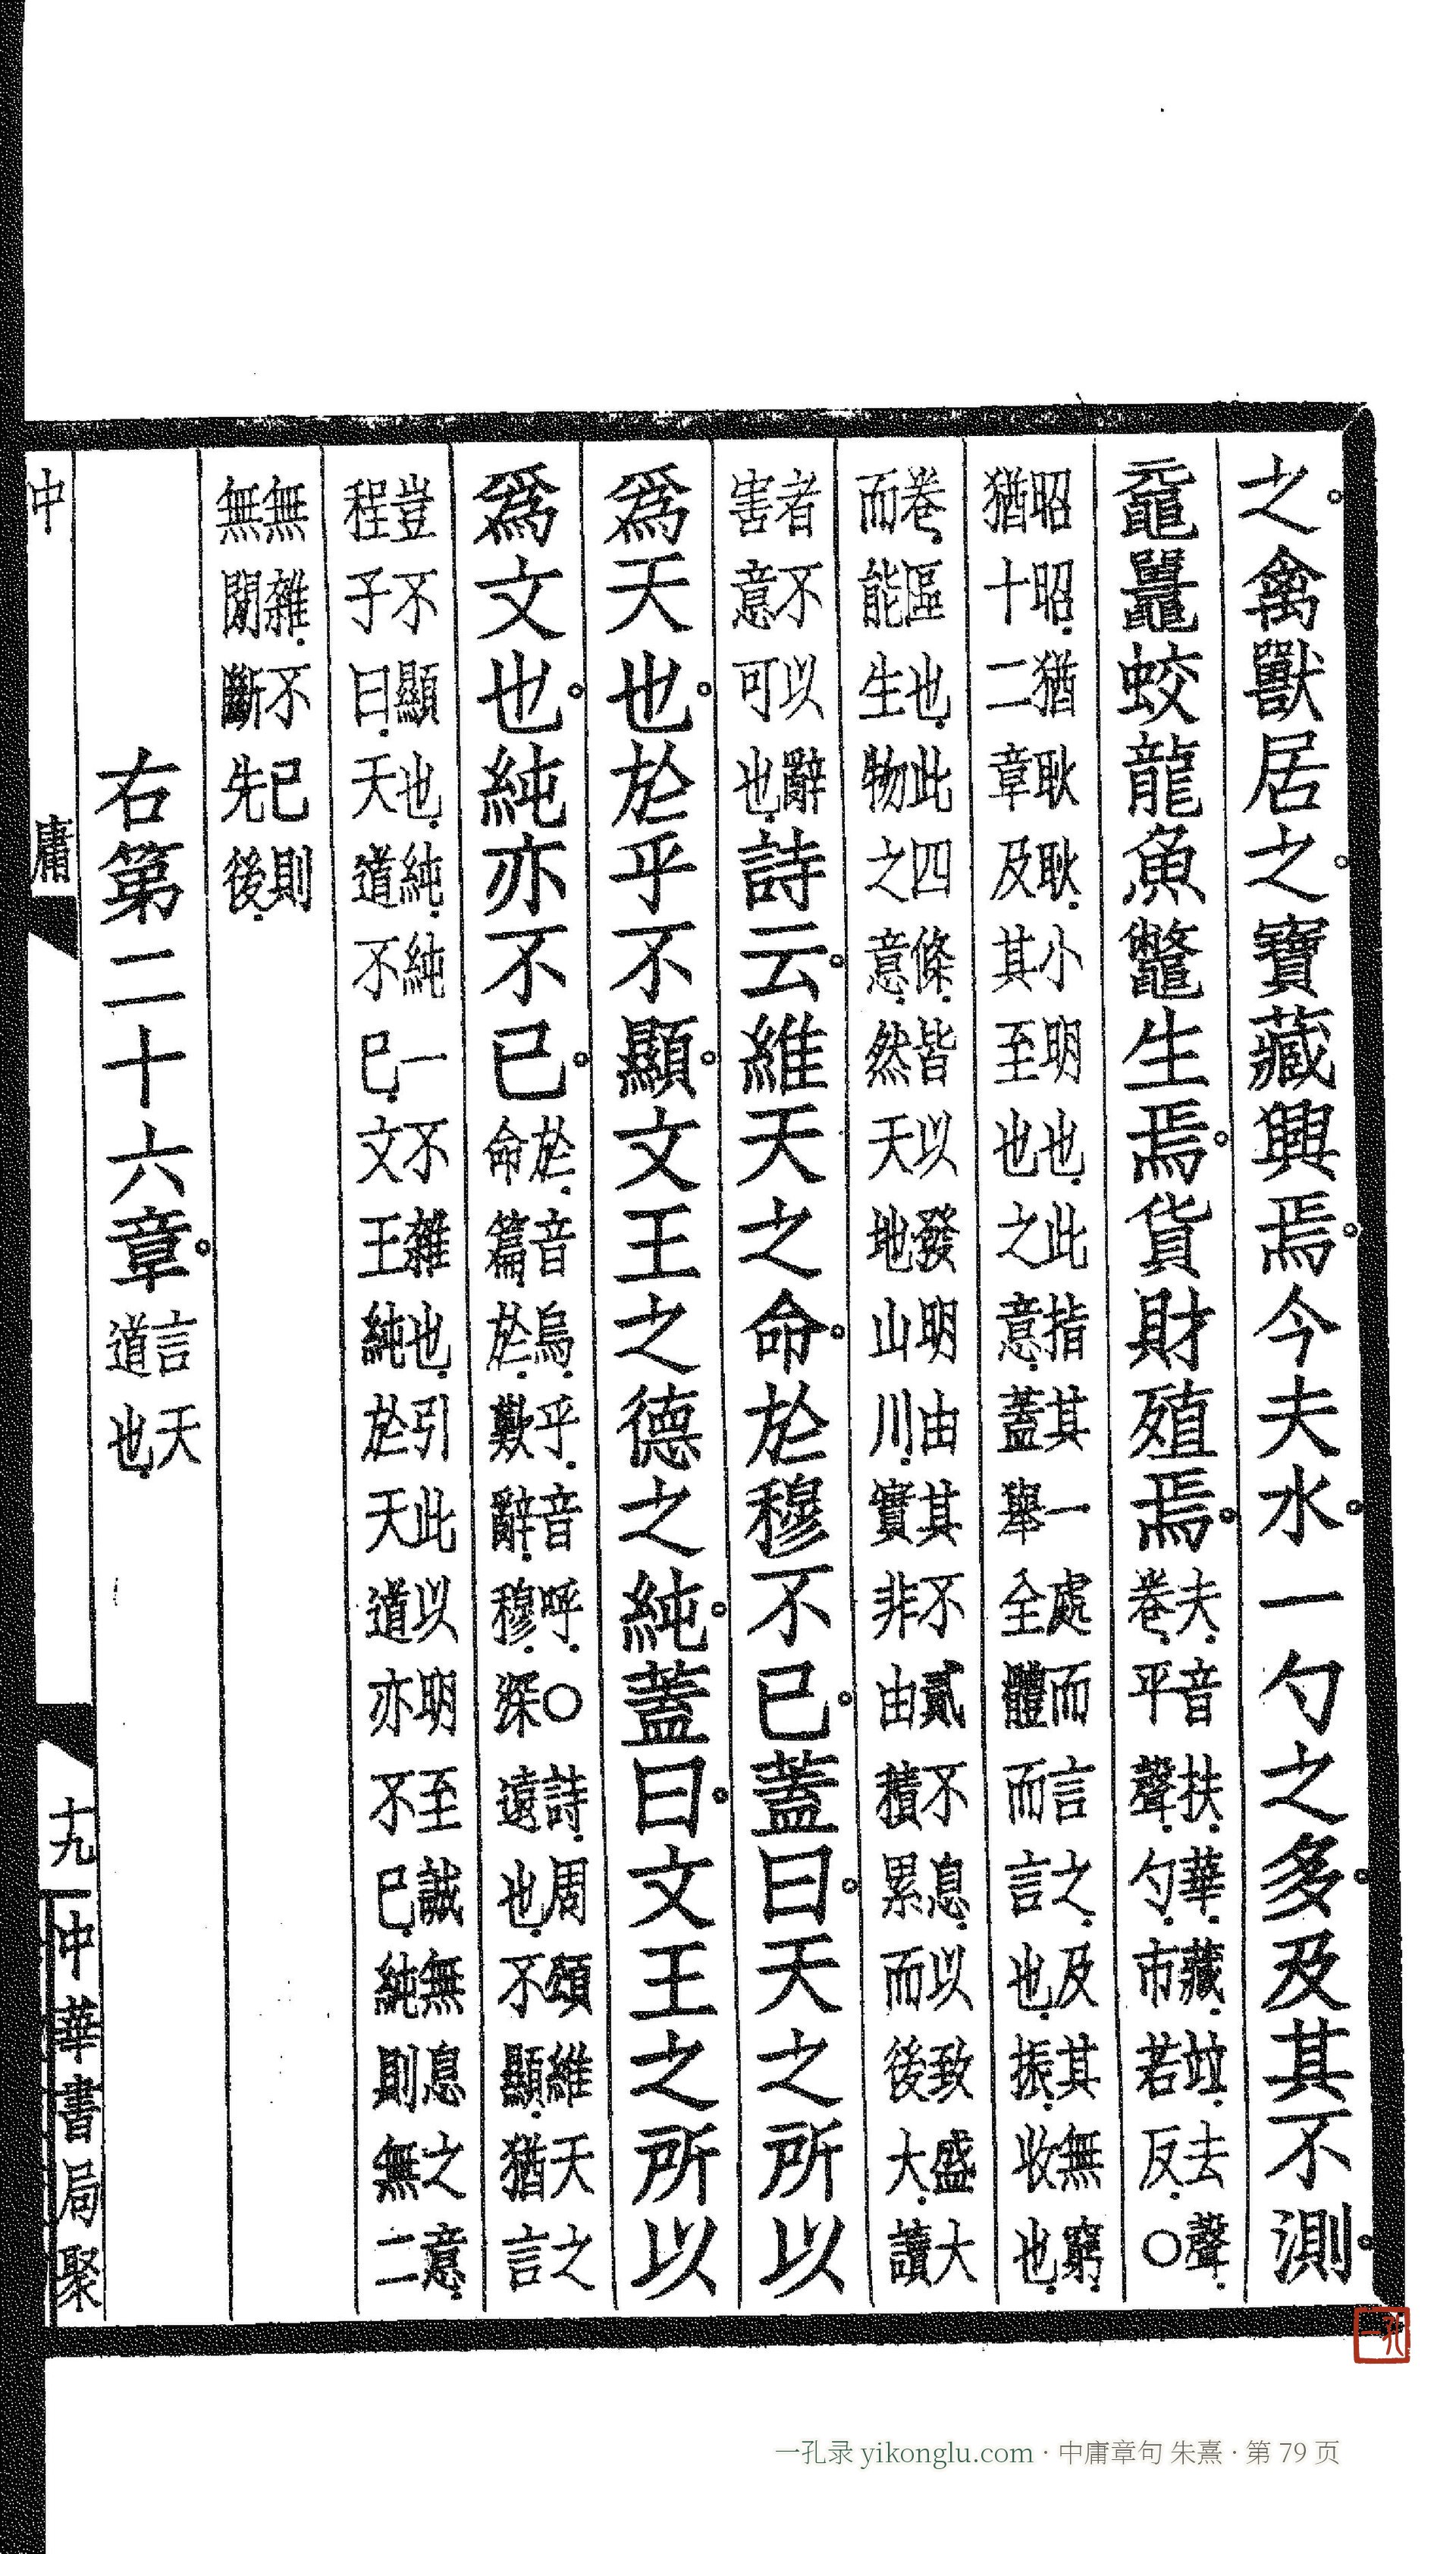 之。禽獸居之。寶藏興焉。今夫水。一勺之多。及其不測。
黿鼉蛟龍魚鼈生焉。貨財殖焉。
夫.音扶.華.藏.竝.去聲.
卷.平聲.勺.市若反.○
昭昭.猶耿耿.小明也.此指其一處而言之.及其無窮.
猶十二章及其至也之意.蓋舉全體而言也.振.收也.
卷.區也.此四條.皆以發明由其不貳不息.以致盛大
而能生物之意.然天地山川.實非由積累而後大.讀
者不以辭
害意可也.
詩云。維天之命。於穆不已。蓋曰。天之所以
爲天也。於乎不顯。文王之德之純。蓋曰。文王之所以
爲文也。純亦不已。
於.音烏.乎.音呼.○詩.周頌維天之
命篇.於.歎辭.穆.深遠也.不顯.猶言
豈不顯也.純.純一不雜也.引此以明至誠無息之意.
程子曰.天道不已.文王純於天道亦不已.純則無二
無雜.不已則
無閒斷先後.
右第二十六章。
言天
道也.
中庸
十九
中華書局聚
一孔
一孔录 yikonglu.com · 中庸章句 朱熹 · 第 79 页